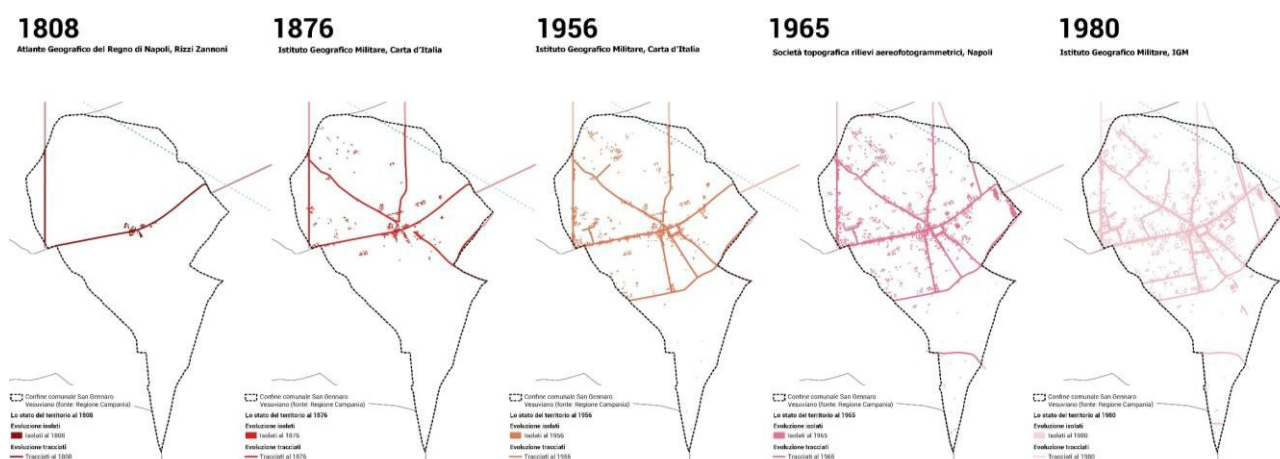 1808
Atlante Geografico del Regno di Napoli, Rizzi Zannoni
1876
Istituto Geografico Militare, Carta d'Italia
1956
Istituto Geografico Militare, Carta d'Italia
1965
Società topografica rilievi aereofotogrammetrici, Napoli
1980
Istituto Geografico Militare, IGM
Confine comunale San Gennaro
Vesuviano (fonte: Regione Campania)
Lo stato del territorio al 1808
Evoluzione isolati
Isolati al 1808
Evoluzione tracciati
Tracciati al 1808
Confine comunale San Gennaro
Vesuviano (fonte: Regione Campania)
Lo stato del territorio al 1876
Evoluzione isolati
Isolati al 1876
Evoluzione tracciati
Tracciati al 1876
Confine comunale San Gennaro
Vesuviano (fonte: Regione Campania)
Lo stato del territorio al 1956
Evoluzione isolati
Isolati al 1956
Evoluzione tracciati
Tracciati al 1956
Confine comunale San Gennaro
Vesuviano (fonte: Regione Campania)
Lo stato del territorio al 1965
Evoluzione isolati
Isolati al 1965
Evoluzione tracciati
Tracciati al 1965
Confine comunale San Gennaro
Vesuviano (fonte: Regione Campania)
Lo stato del territorio al 1980
Evoluzione isolati
Isolati al 1980
Evoluzione tracciati
Tracciati al 1980